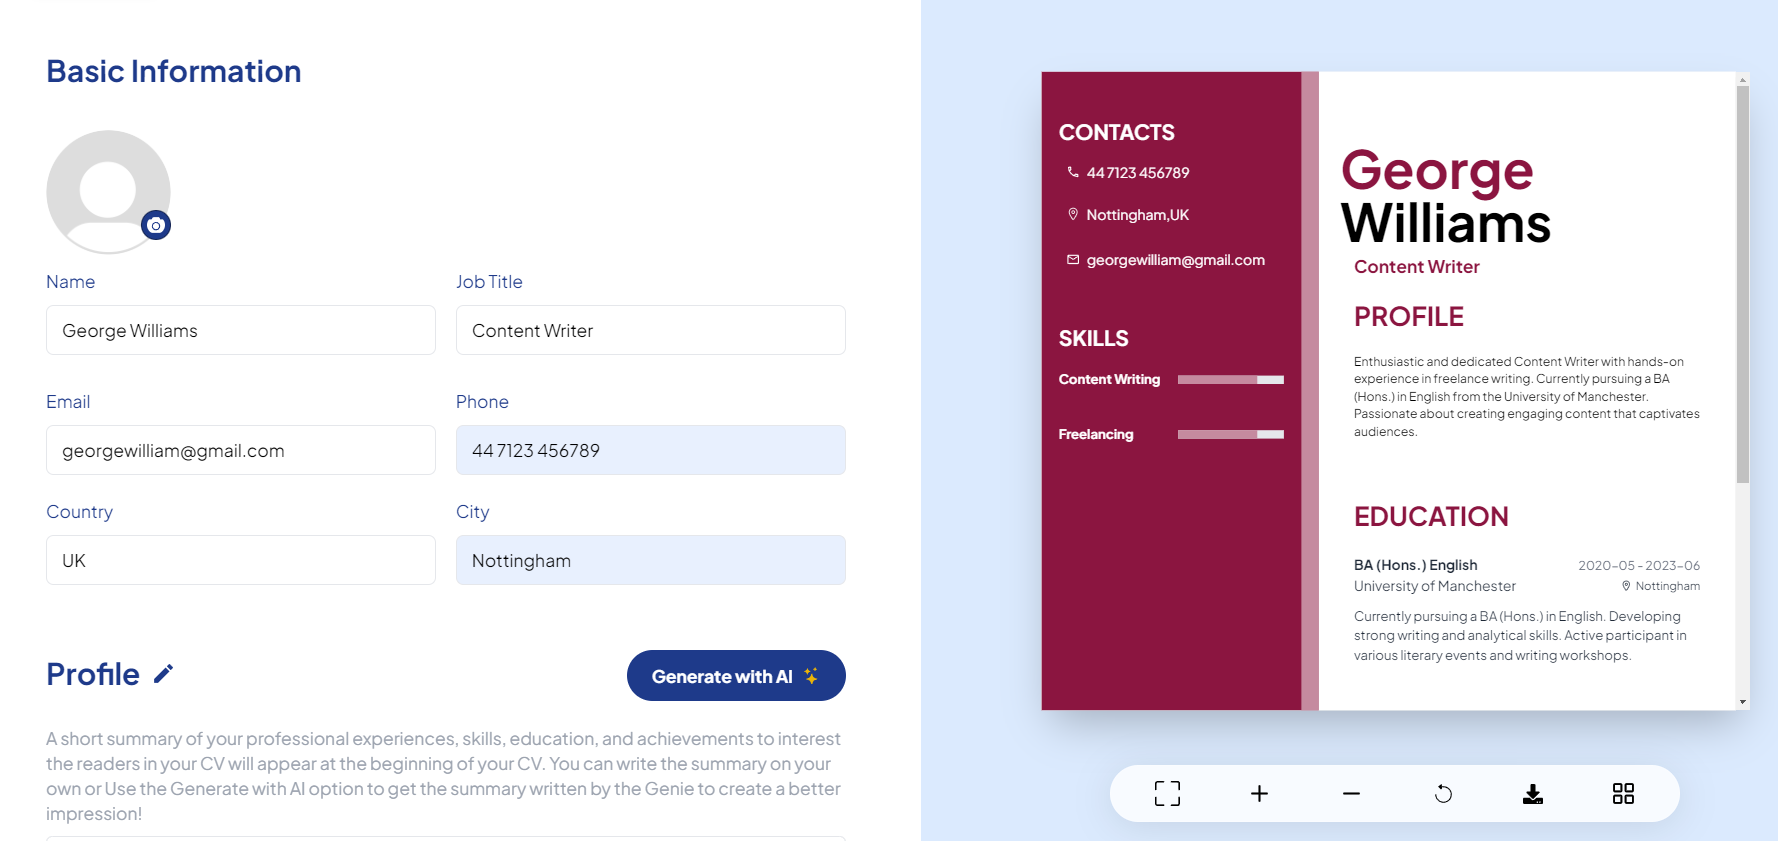 Basic Information
Name
Job Title
George Williams
Content Writer
Email
Phone
georgewilliam@gmail.com
44 7123 456789
Country
City
UK
Nottingham
Profile
Generate with AI
A short summary of your professional experiences, skills, education, and achievements to interest
the readers in your CV will appear at the beginning of your CV. You can write the summary on your
own or Use the Generate with AI option to get the summary written by the Genie to create a better
impression!
CONTACTS
44 7123 456789
Nottingham,UK
georgewilliam@gmail.com
SKILLS
Content Writing
Freelancing
George
Williams
Content Writer
PROFILE
Enthusiastic and dedicated Content Writer with hands-on
experience in freelance writing. Currently pursuing a BA
(Hons.) in English from the University of Manchester.
Passionate about creating engaging content that captivates
audiences.
EDUCATION
BA (Hons.) English
2020-05 - 2023-06
University of Manchester
Nottingham
Currently pursuing a BA (Hons.) in English. Developing
strong writing and analytical skills. Active participant in
various literary events and writing workshops.